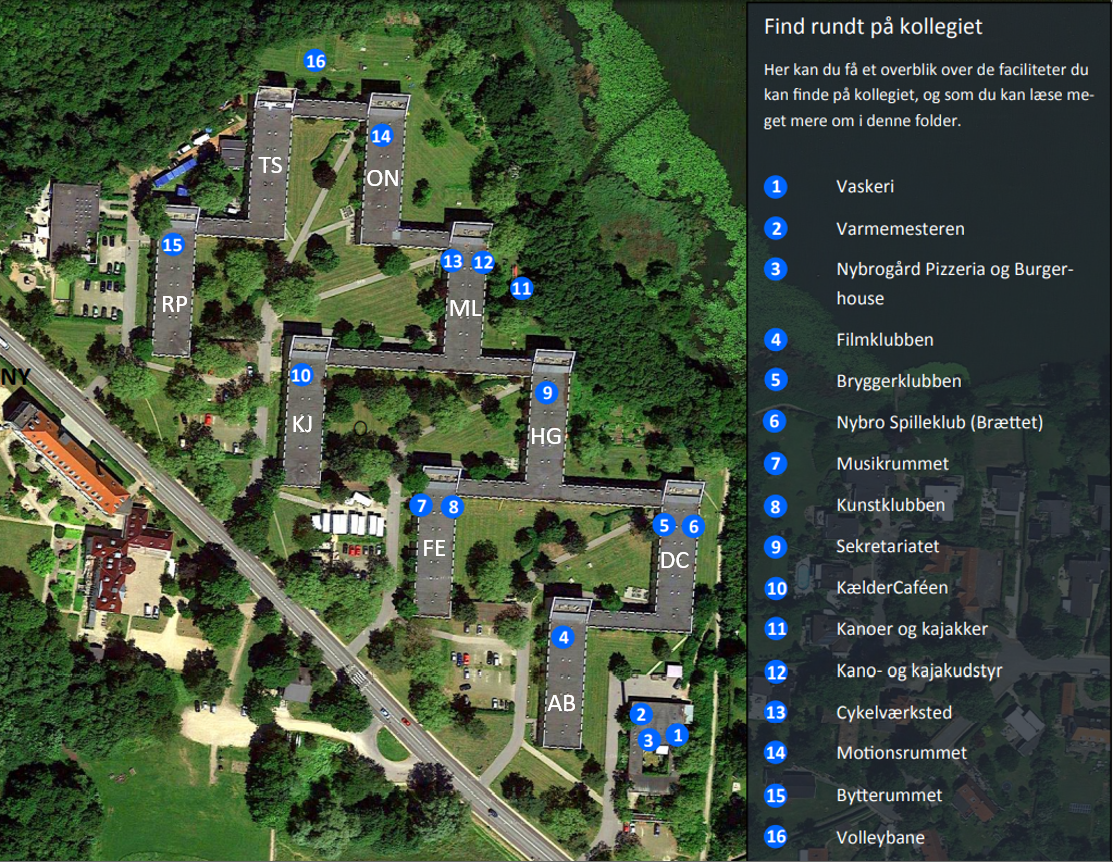 Find rundt på kollegiet
Her kan du få et overblik over de faciliteter du
kan finde på kollegiet, og som du kan læse me-
get mere om i denne folder.
1 Vaskeri
2 Varmemesteren
3 Nybrogård Pizzeria og Burger-
house
4 Filmklubben
5 Bryggerklubben
6 Nybro Spilleklub (Brættet)
7 Musikrummet
8 Kunstklubben
9 Sekretariatet
10 KælderCaféen
11 Kanoer og kajakker
12 Kano- og kajakudstyr
13 Cykelværksted
14 Motionsrummet
15 Bytterummet
16 Volleybane
16
14
TS
ON
15
13 12
11
RP
ML
NY
10
9
KJ
HG
7 8
5 6
FE
DC
4
AB
2
3 1